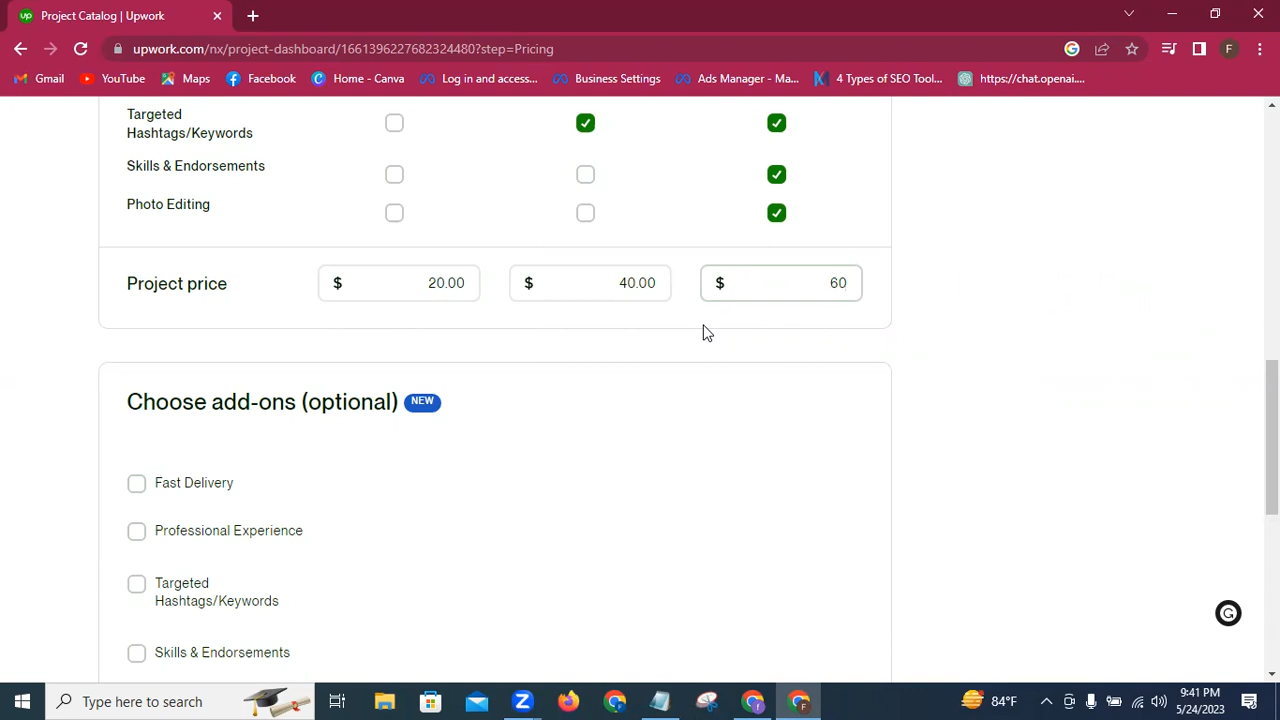 Project Catalog | Upwork
upwork.com/nx/project-dashboard/1661396227682324480?step=Pricing
F
Gmail
YouTube
Maps
Facebook
Home - Canva
Log in and access...
Business Settings
Ads Manager - Ma...
4 Types of SEO Tool...
https://chat.openai....
Targeted
Hashtags/Keywords
Skills & Endorsements
Photo Editing
Project price
$ 20.00
$ 40.00
$ 60
Choose add-ons (optional) NEW
Fast Delivery
Professional Experience
Targeted
Hashtags/Keywords
Skills & Endorsements
Type here to search
84°F
9:41 PM
5/24/2023